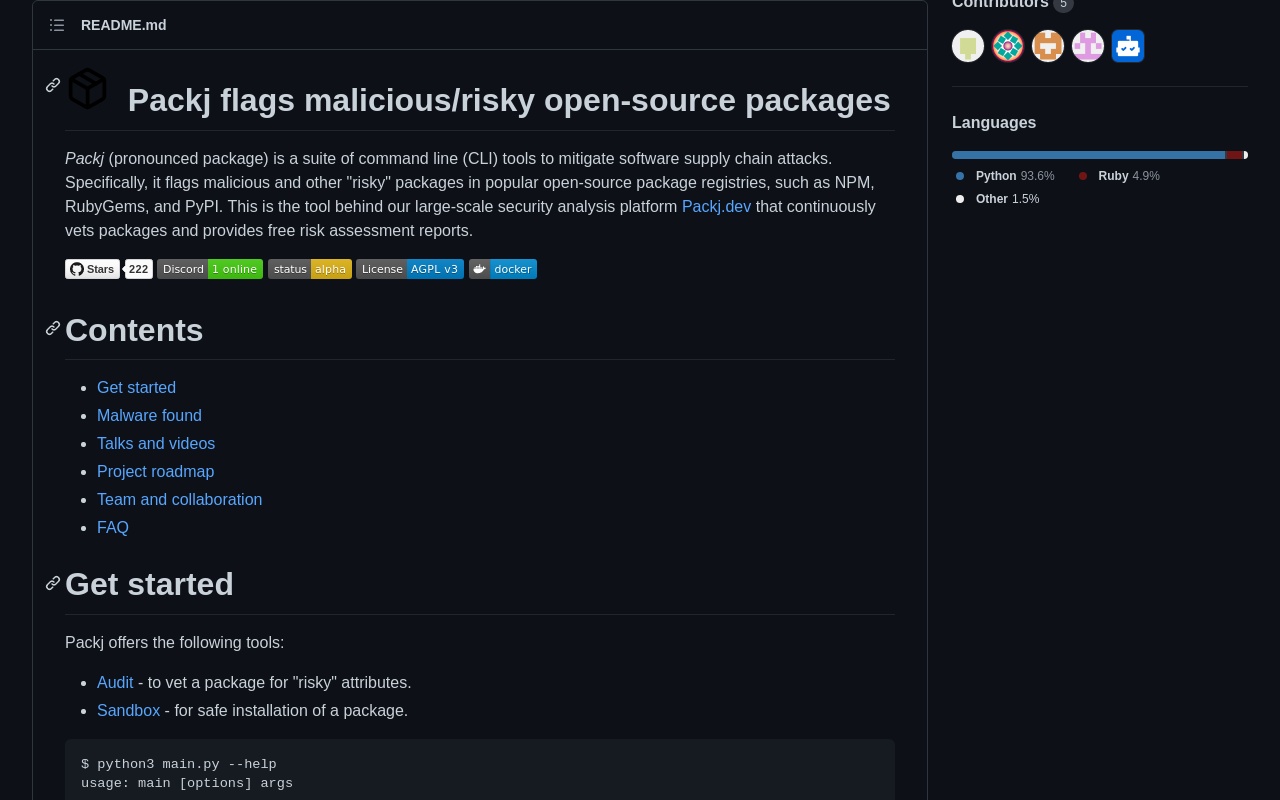 README.md
Packj flags malicious/risky open-source packages
Packj (pronounced package) is a suite of command line (CLI) tools to mitigate software supply chain attacks.
Specifically, it flags malicious and other "risky" packages in popular open-source package registries, such as NPM,
RubyGems, and PyPI. This is the tool behind our large-scale security analysis platform Packj.dev that continuously
vets packages and provides free risk assessment reports.
Stars 222 Discord 1 online status alpha License AGPL v3 docker
Contents
Get started
Malware found
Talks and videos
Project roadmap
Team and collaboration
FAQ
Get started
Packj offers the following tools:
Audit - to vet a package for "risky" attributes.
Sandbox - for safe installation of a package.
$ python3 main.py --help
usage: main [options] args
Contributors 5
Languages
Python 93.6% Ruby 4.9%
Other 1.5%